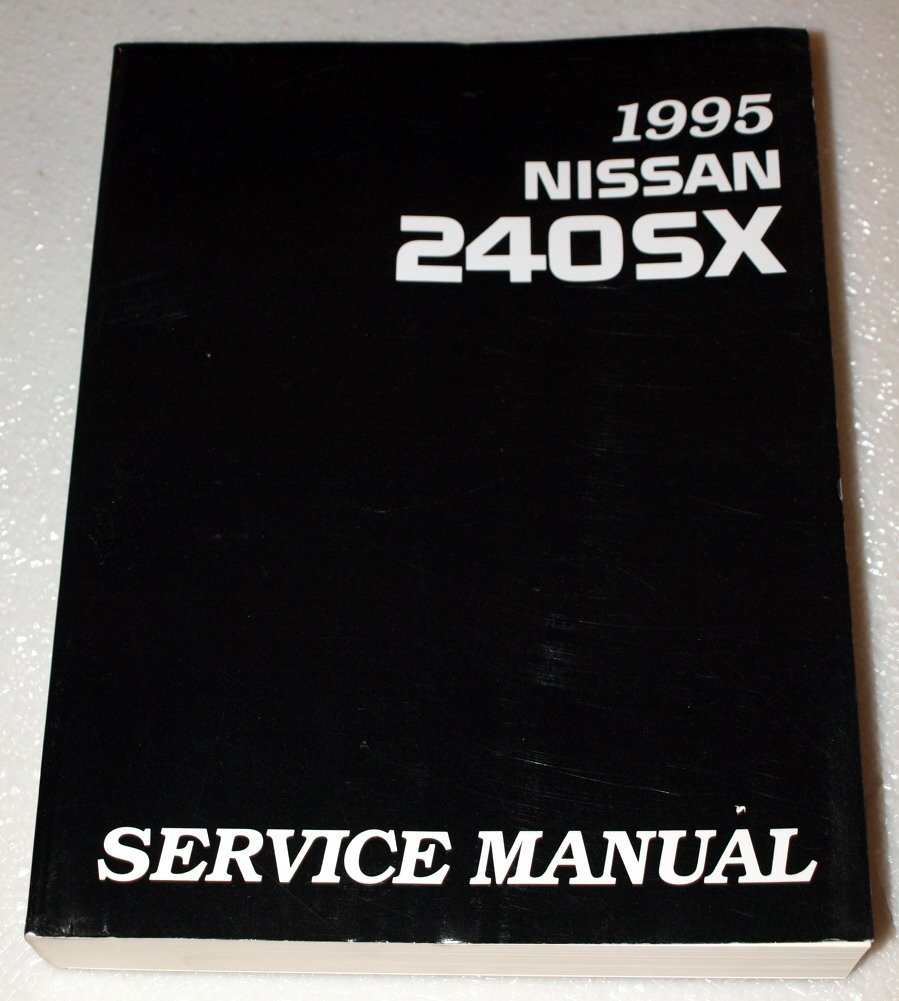 1995
NISSAN
240SX
SERVICE MANUAL